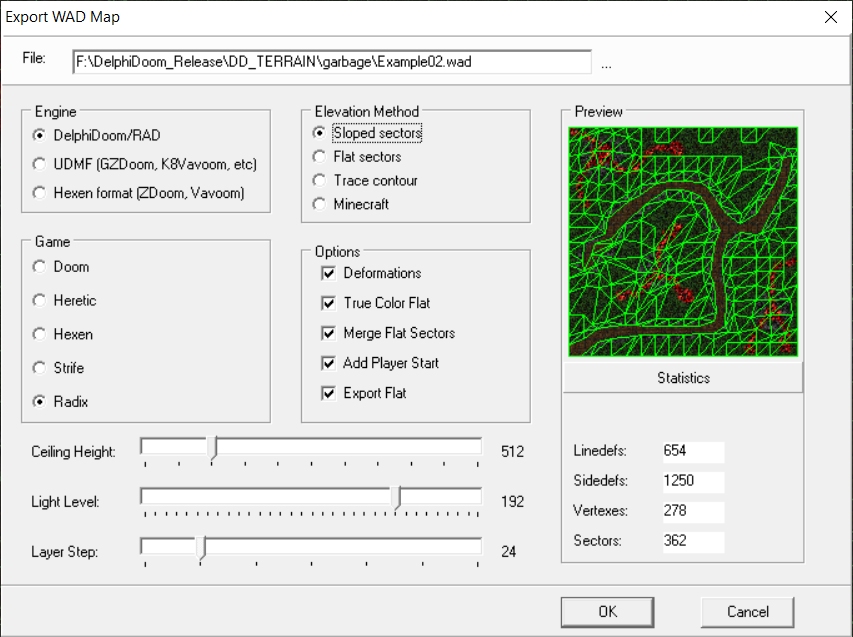 Export WAD Map
File:
F:\DelphiDoom_Release\DD_TERRAIN\garbage\Example02.wad
...
Engine
DelphiDoom/RAD
UDMF (GZDoom, K8Vavoom, etc)
Hexen format (ZDoom, Vavoom)
Game
Doom
Heretic
Hexen
Strife
Radix
Elevation Method
Sloped sectors
Flat sectors
Trace contour
Minecraft
Options
Deformations
True Color Flat
Merge Flat Sectors
Add Player Start
Export Flat
Preview
Statistics
Linedefs: 654
Sidedefs: 1250
Vertexes: 278
Sectors: 362
Ceiling Height: 512
Light Level: 192
Layer Step: 24
OK
Cancel